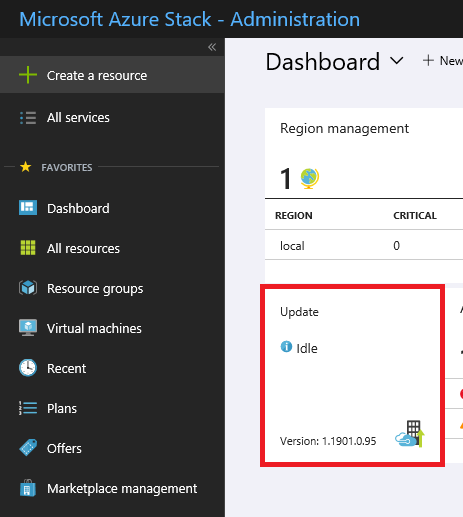 Microsoft Azure Stack - Administration
«
Create a resource
All services
FAVORITES
Dashboard
All resources
Resource groups
Virtual machines
Recent
Plans
Offers
Marketplace management
Dashboard
+ New
Region management
1
REGION CRITICAL
local 0
Update
Idle
Version: 1.1901.0.95